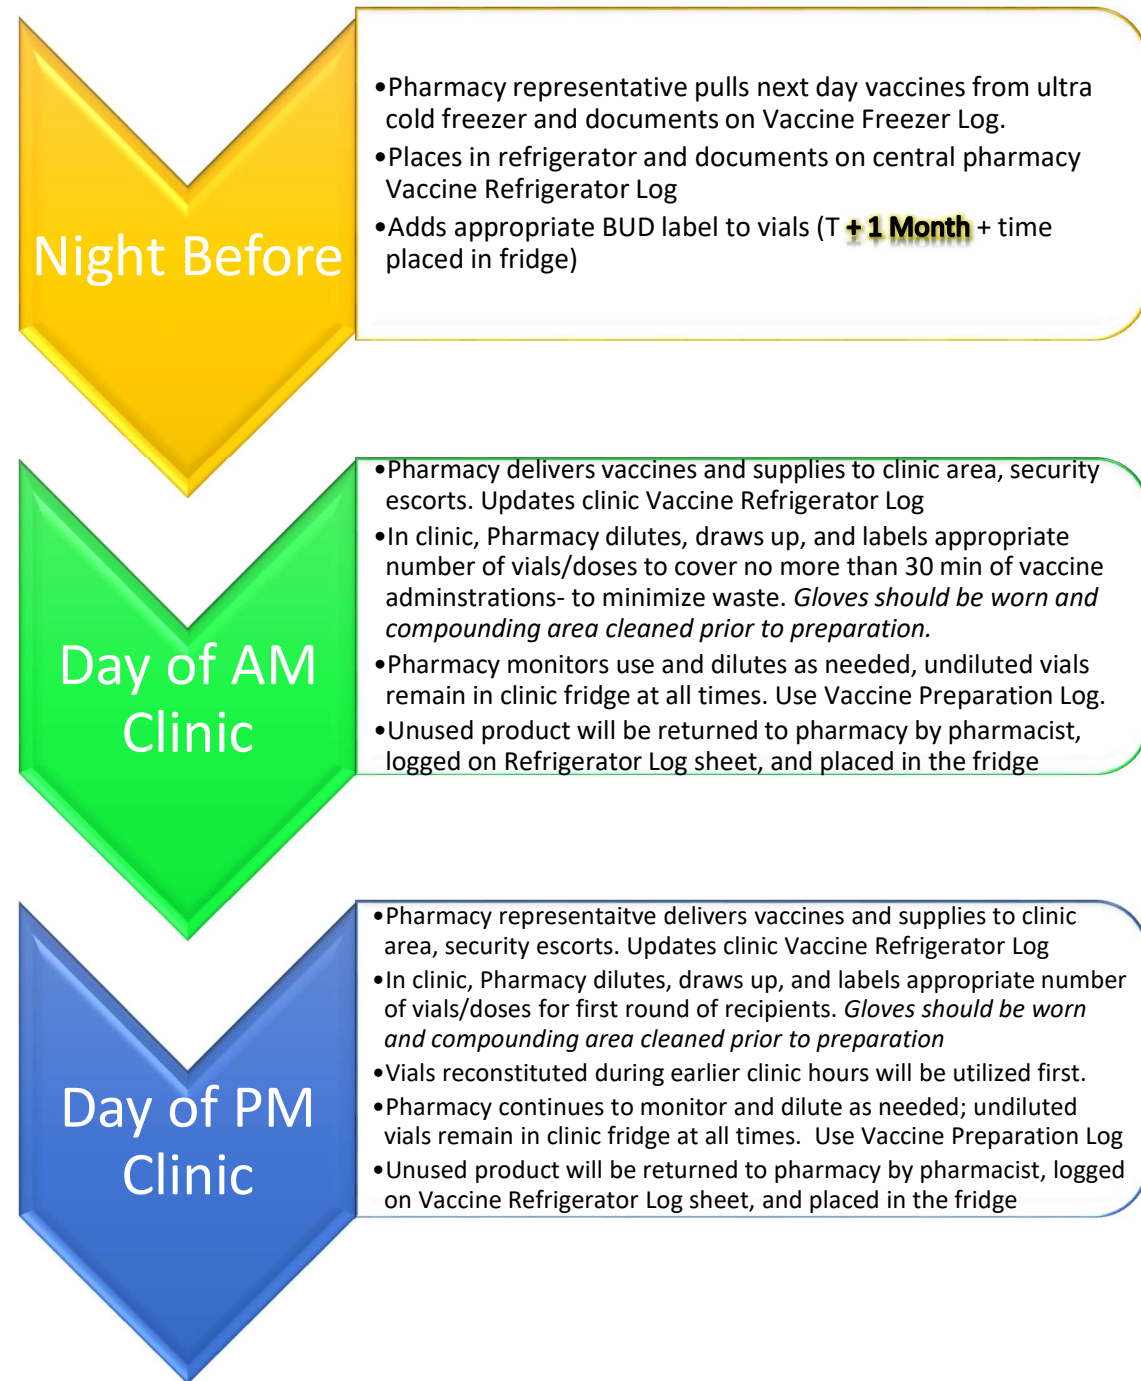 Night Before
•Pharmacy representative pulls next day vaccines from ultra
cold freezer and documents on Vaccine Freezer Log.
•Places in refrigerator and documents on central pharmacy
Vaccine Refrigerator Log
•Adds appropriate BUD label to vials (T + 1 Month + time
placed in fridge)
Day of AM
Clinic
•Pharmacy delivers vaccines and supplies to clinic area, security
escorts. Updates clinic Vaccine Refrigerator Log
•In clinic, Pharmacy dilutes, draws up, and labels appropriate
number of vials/doses to cover no more than 30 min of vaccine
adminstrations- to minimize waste. Gloves should be worn and
compounding area cleaned prior to preparation.
•Pharmacy monitors use and dilutes as needed, undiluted vials
remain in clinic fridge at all times. Use Vaccine Preparation Log.
•Unused product will be returned to pharmacy by pharmacist,
logged on Refrigerator Log sheet, and placed in the fridge
Day of PM
Clinic
•Pharmacy representaitve delivers vaccines and supplies to clinic
area, security escorts. Updates clinic Vaccine Refrigerator Log
•In clinic, Pharmacy dilutes, draws up, and labels appropriate number
of vials/doses for first round of recipients. Gloves should be worn
and compounding area cleaned prior to preparation
•Vials reconstituted during earlier clinic hours will be utilized first.
•Pharmacy continues to monitor and dilute as needed; undiluted
vials remain in clinic fridge at all times.  Use Vaccine Preparation Log
•Unused product will be returned to pharmacy by pharmacist, logged
on Vaccine Refrigerator Log sheet, and placed in the fridge